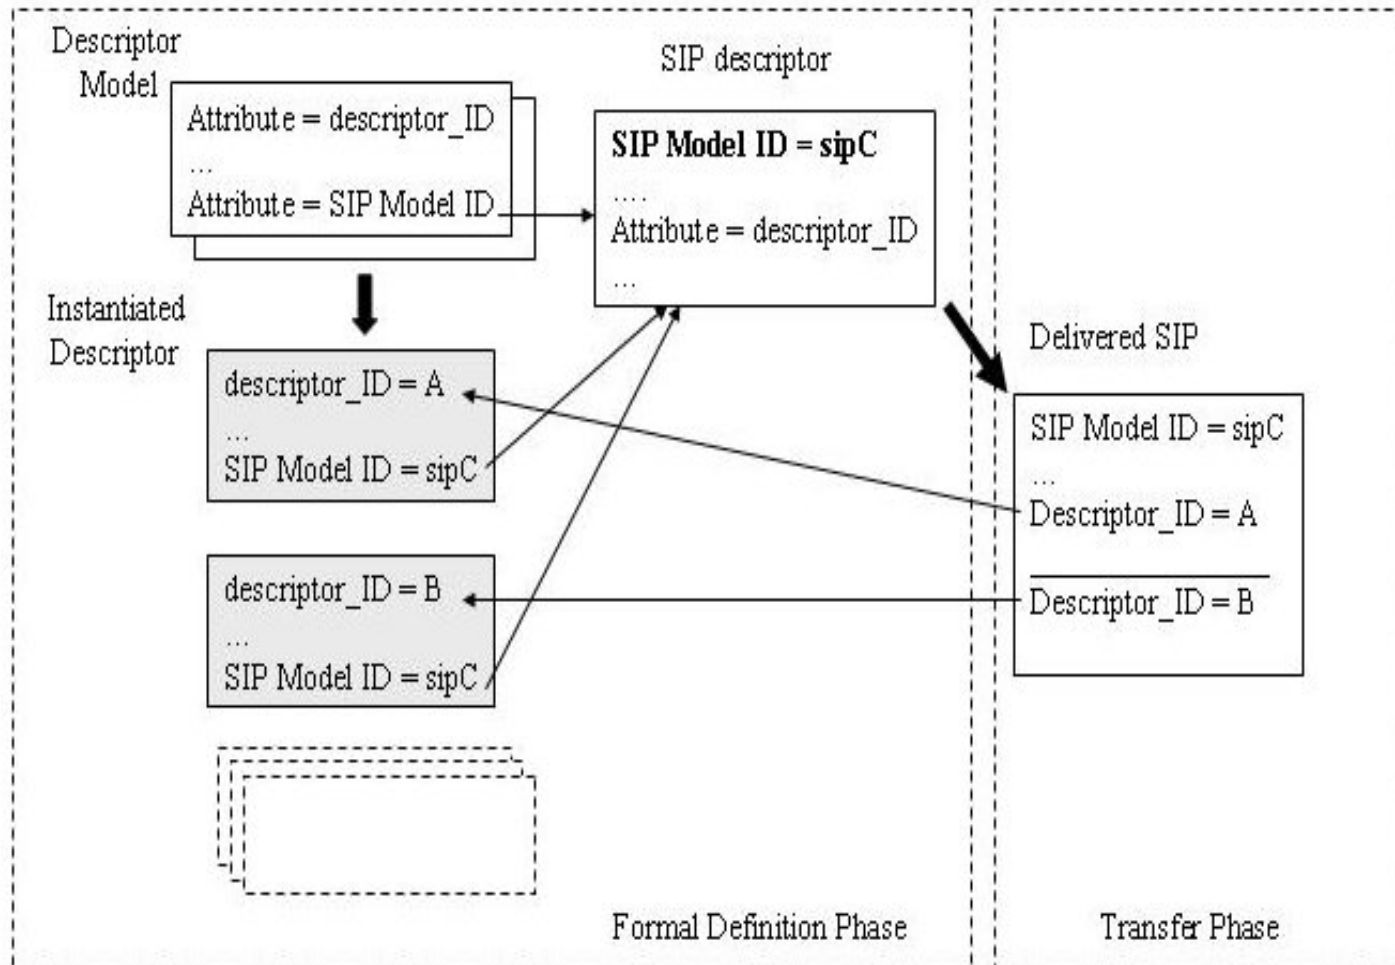 Descriptor
Model
Attribute = descriptor_ID
...
Attribute = SIP Model ID
SIP descriptor
SIP Model ID = sipC
....
Attribute = descriptor_ID
...
Instantiated
Descriptor
descriptor_ID = A
...
SIP Model ID = sipC
descriptor_ID = B
...
SIP Model ID = sipC
Formal Definition Phase
Delivered SIP
SIP Model ID = sipC
...
Descriptor_ID = A
Descriptor_ID = B
Transfer Phase